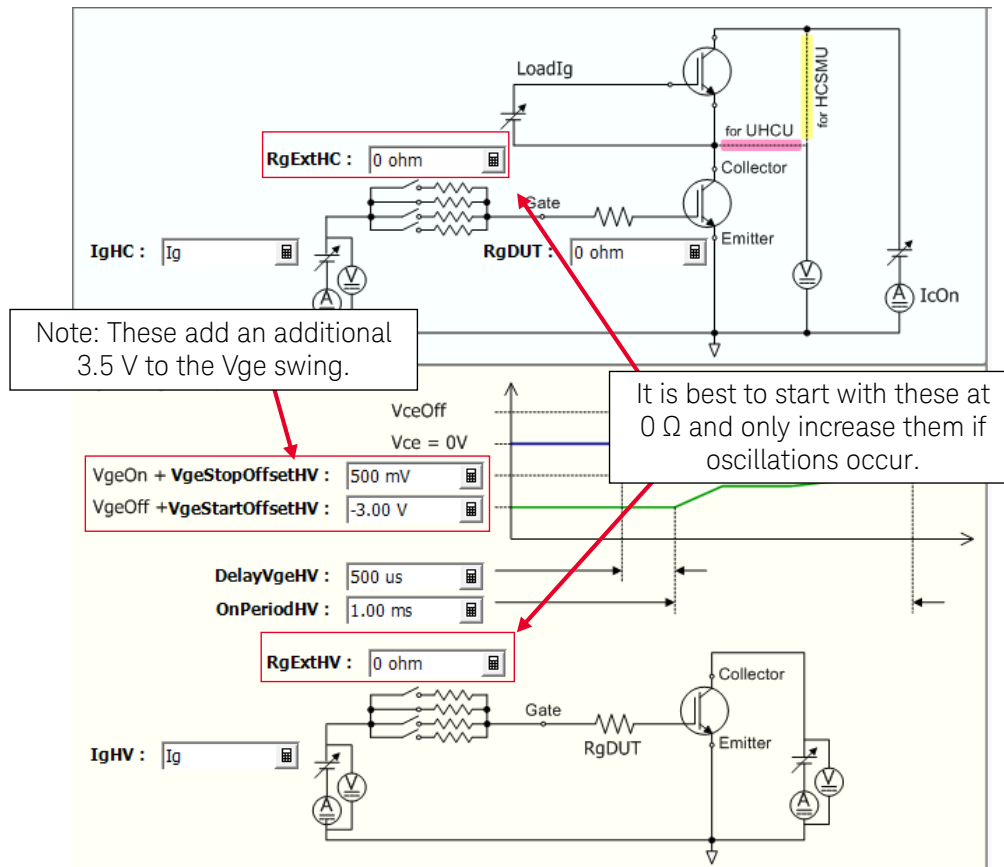 LoadIg
for HCSMU
for UHCU
RgExtHC : 0 ohm
Collector
Gate
IgHC : Ig
RgDUT : 0 ohm
Emitter
V
V
A
A
IcOn
Note: These add an additional
3.5 V to the Vge swing.
It is best to start with these at
0 Ω and only increase them if
oscillations occur.
VceOff
Vce = 0V
VgeOn + VgeStopOffsetHV : 500 mV
VgeOff +VgeStartOffsetHV : -3.00 V
DelayVgeHV : 500 us
OnPeriodHV : 1.00 ms
RgExtHV : 0 ohm
Collector
Gate
RgDUT
Emitter
IgHV : Ig
V
V
A
A